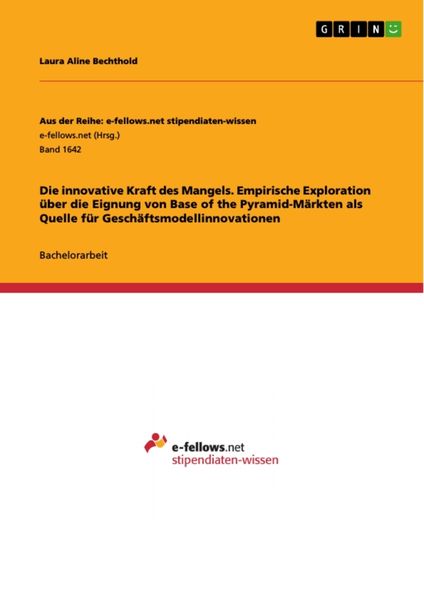 GRIN
Laura Aline Bechthold
Aus der Reihe: e-fellows.net stipendiaten-wissen
e-fellows.net (Hrsg.)
Band 1642
Die innovative Kraft des Mangels. Empirische Exploration
über die Eignung von Base of the Pyramid-Märkten als
Quelle für Geschäftsmodellinnovationen
Bachelorarbeit
e-fellows.net
stipendiaten-wissen